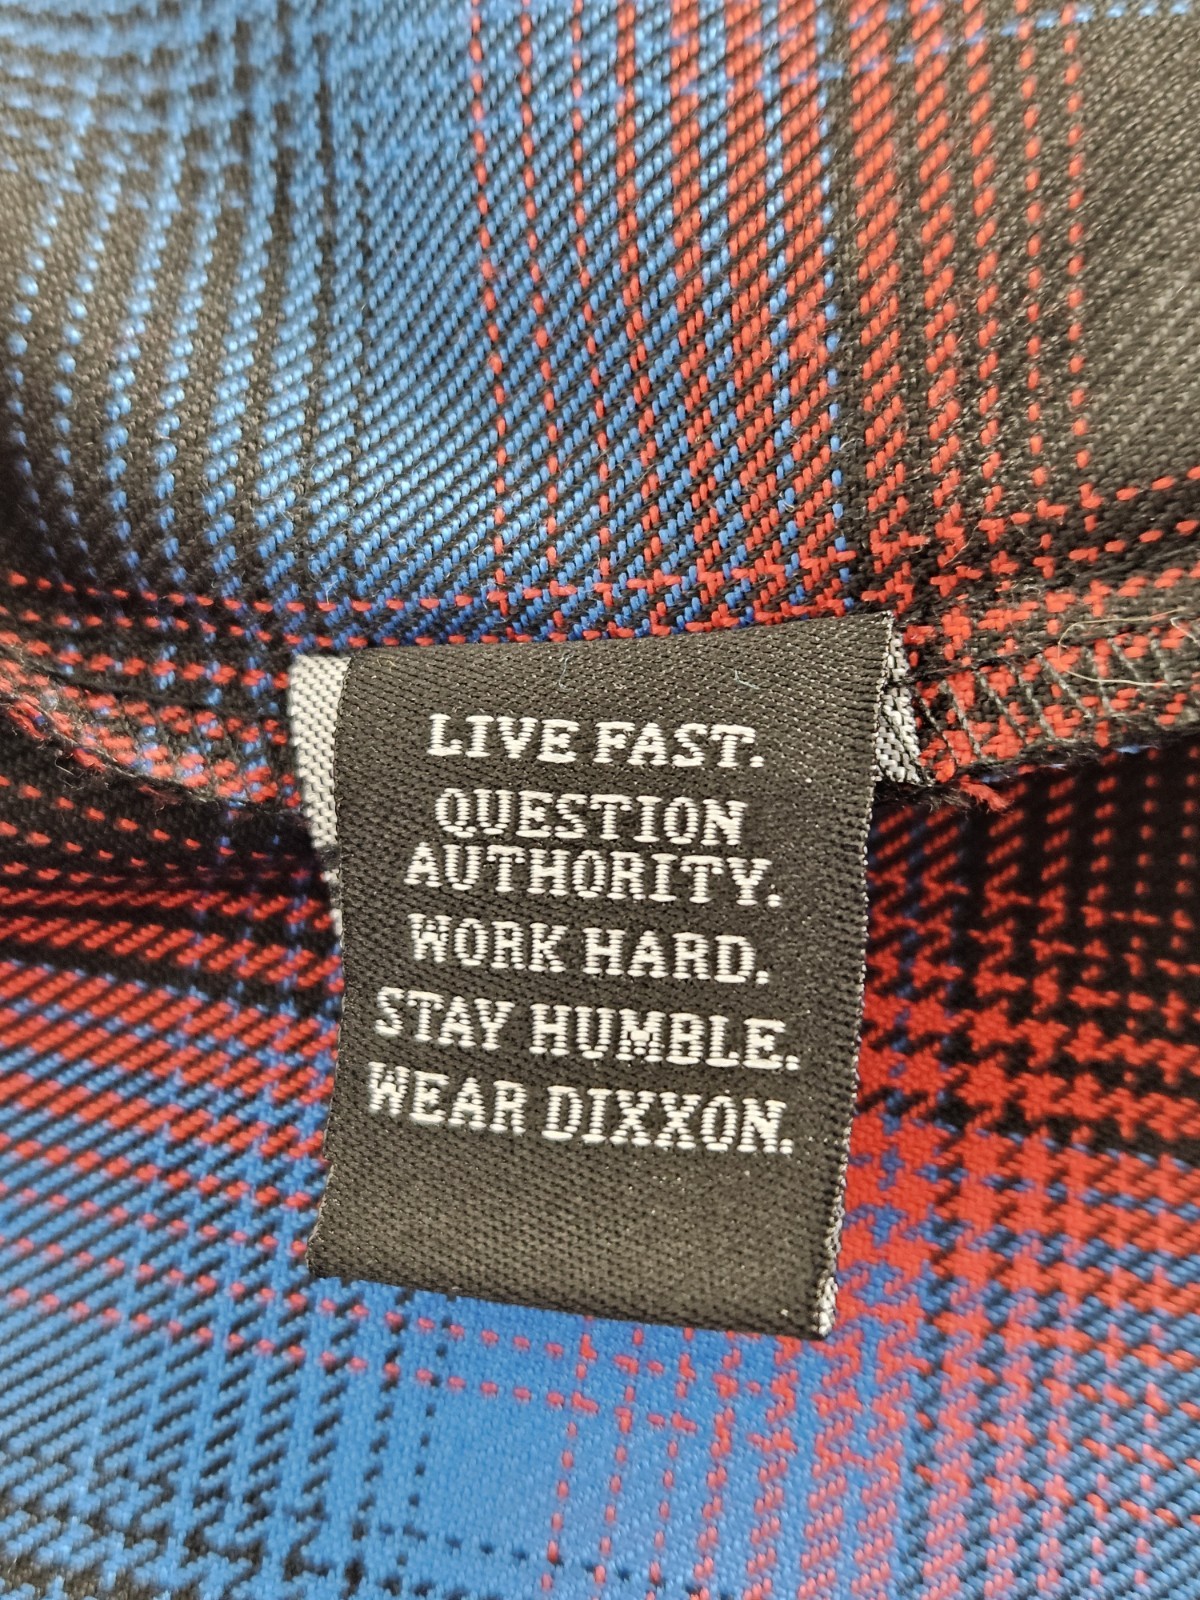 LIVE FAST.
QUESTION
AUTHORITY.
WORK HARD.
STAY HUMBLE.
WEAR DIXXON.